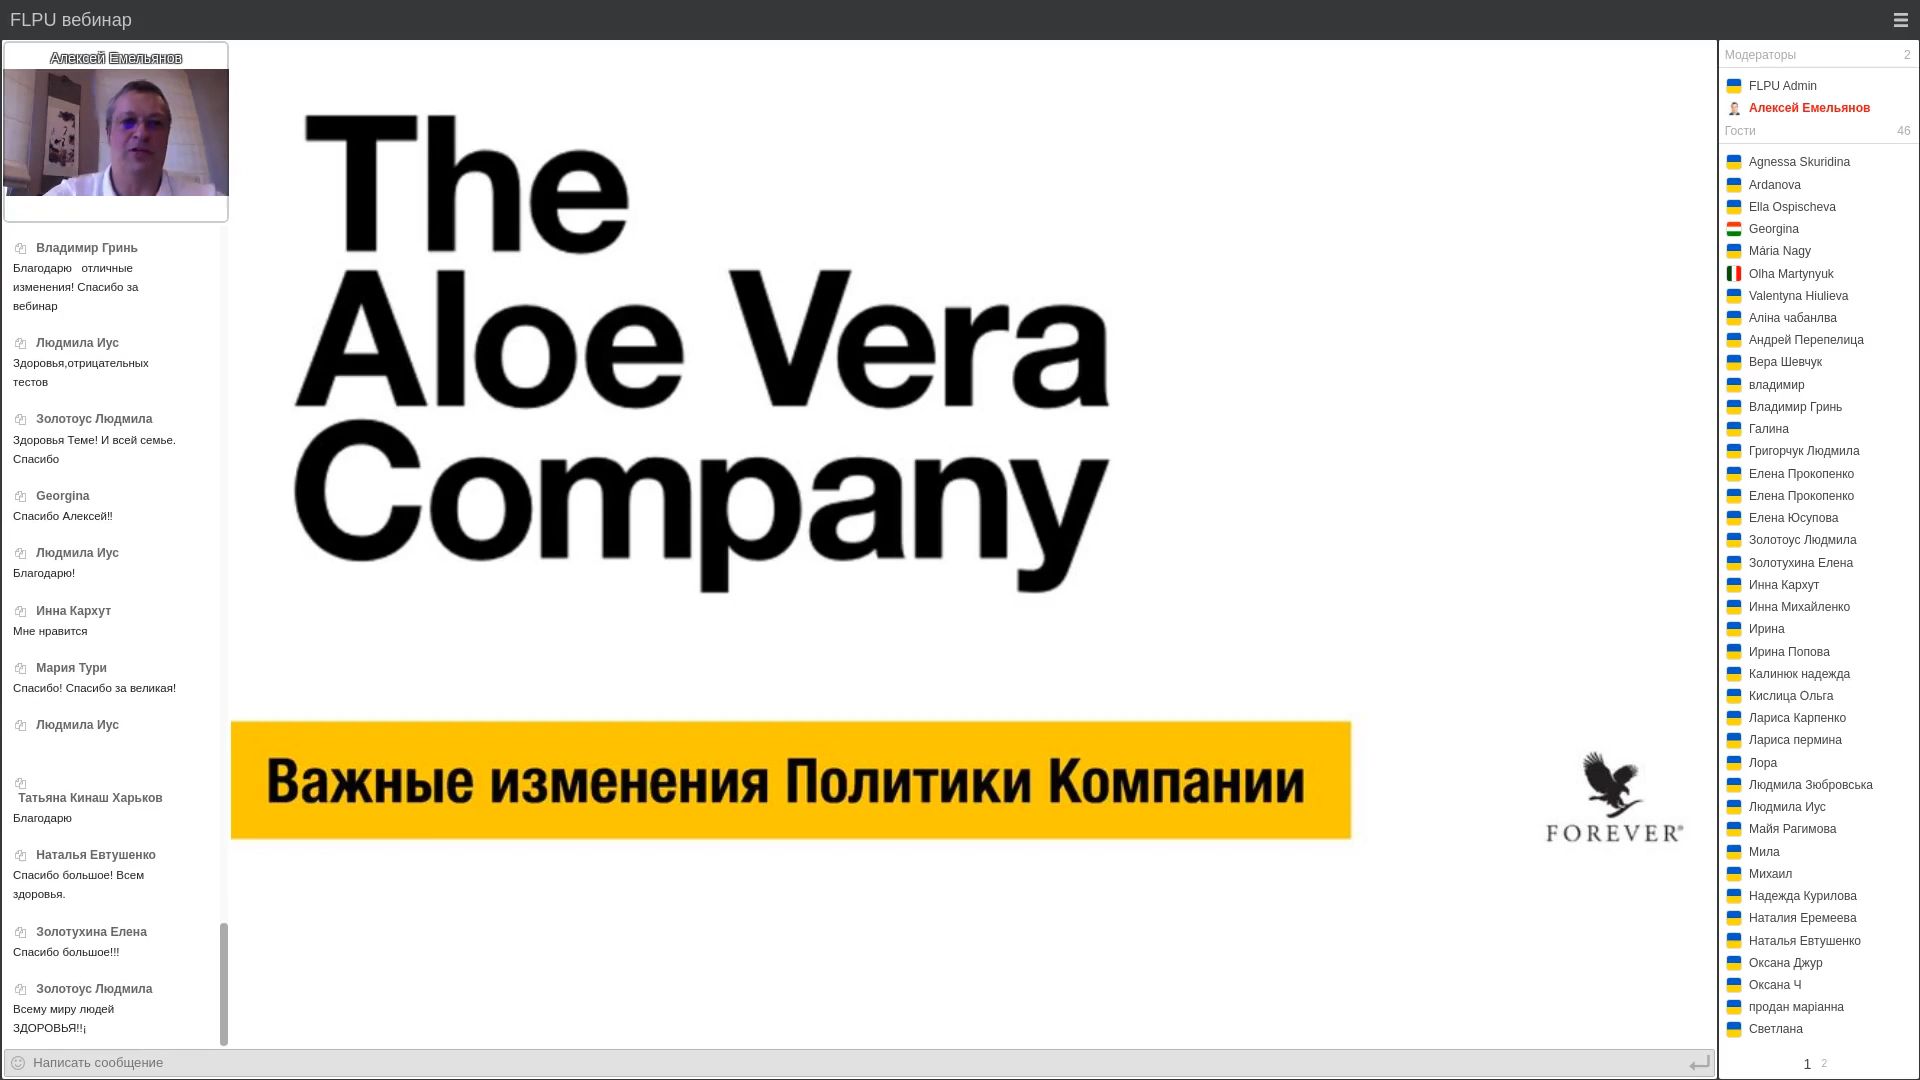 FLPU вебинар
Алексей Емельянов
Владимир Гринь
Благодарю отличные
изменения! Спасибо за
вебинар
Людмила Иус
Здоровья,отрицательных
тестов
Золотоус Людмила
Здоровья Теме! И всей семье.
Спасибо
Georgina
Спасибо Алексей!!
Людмила Иус
Благодарю!
Инна Кархут
Мне нравится
Мария Тури
Спасибо! Спасибо за великая!
Людмила Иус
Татьяна Кинаш Харьков
Благодарю
Наталья Евтушенко
Спасибо большое! Всем
здоровья.
Золотухина Елена
Спасибо большое!!!
Золотоус Людмила
Всему миру людей
ЗДОРОВЬЯ!!¡
Написать сообщение
The
Aloe Vera
Company
Важные изменения Политики Компании
FOREVER®
Модераторы 2
FLPU Admin
Алексей Емельянов
Гости 46
Agnessa Skuridina
Ardanova
Ella Ospischeva
Georgina
Mária Nagy
Olha Martynyuk
Valentyna Hiulieva
Аліна чабанлва
Андрей Перепелица
Вера Шевчук
владимир
Владимир Гринь
Галина
Григорчук Людмила
Елена Прокопенко
Елена Прокопенко
Елена Юсупова
Золотоус Людмила
Золотухина Елена
Инна Кархут
Инна Михайленко
Ирина
Ирина Попова
Калинюк надежда
Кислица Ольга
Лариса Карпенко
Лариса пермина
Лора
Людмила Зюбровська
Людмила Иус
Майя Рагимова
Мила
Михаил
Надежда Курилова
Наталия Еремеева
Наталья Евтушенко
Оксана Джур
Оксана Ч
продан маріанна
Светлана
1 2